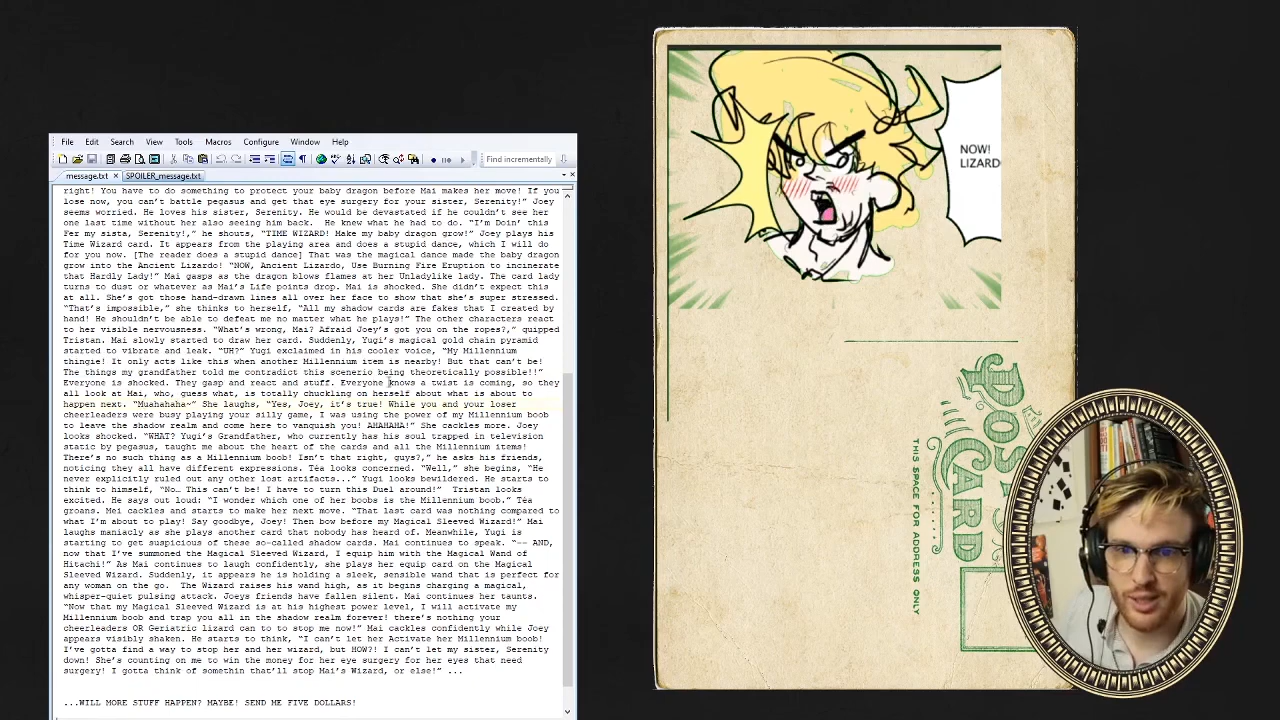 File Edit Search View Tools Macros Configure Window Help
Find incrementally
message.txt SPOILER_message.txt
right! You have to do something to protect your baby dragon before Mai makes her move! If you
lose now, you can't battle pegasus and get that eye surgery for your sister, Serenity!” Joey
seems worried. He loves his sister, Serenity. He would be devastated if he couldn't see her
one last time without her also seeing him back. He knew what he had to do. “I'm Doin' this
Fer my sista, Serenity!,” he shouts, “TIME WIZARD! Make my baby dragon grow!” Joey plays his
Time Wizard card. It appears from the playing area and does a stupid dance, which I will do
for you now. [The reader does a stupid dance] That was the magical dance made the baby dragon
grow into the Ancient Lizardo! “NOW, Ancient Lizardo, Use Burning Fire Eruption to incinerate
that Hardly Lady!” Mai gasps as the dragon blows flames at her Unladylike lady. The card lady
turns to dust or whatever as Mai's Life points drop. Mai is shocked. She didn't expect this
at all. She's got those hand-drawn lines all over her face to show that she's super stressed.
“That's impossible,” she thinks to herself, “All my shadow cards are fakes that I created by
hand! He shouldn't be able to defeat me no matter what he plays!” The other characters react
to her visible nervousness. “What's wrong, Mai? Afraid Joey's got you on the ropes?,” quipped
Tristan. Mai slowly started to draw her card. Suddenly, Yugi's magical gold chain pyramid
started to vibrate and leak. “UH?” Yugi exclaimed in his cooler voice, “My Millennium
thingie! It only acts like this when another Millennium item is nearby! But that can't be!
The things my grandfather told me contradict this scenerio being theoretically possible!!”
Everyone is shocked. They gasp and react and stuff. Everyone knows a twist is coming, so they
all look at Mai, who, guess what, is totally chuckling on herself about what is about to
happen next. “Muahahaha~” She laughs, “Yes, Joey, it's true! While you and your loser
cheerleaders were busy playing your silly game, I was using the power of my Millennium boob
to leave the shadow realm and come here to vanquish you! AHAHAHA!” She cackles more. Joey
looks shocked. “WHAT? Yugi's Grandfather, who currently has his soul trapped in television
static by pegasus, taught me about the heart of the cards and all the Millennium items!
There's no such thing as a Millennium boob! Isn't that right, guys?,” he asks his friends,
noticing they all have different expressions. Téa looks concerned. “Well,” she begins, “He
never explicitly ruled out any other lost artifacts...” Yugi looks bewildered. He starts to
think to himself, “No… This can't be! I have to turn this Duel around!” Tristan looks
excited. He says out loud: “I wonder which one of her boobs is the Millennium boob.” Téa
groans. Mai cackles and starts to make her next move. “That last card was nothing compared to
what I'm about to play! Say goodbye, Joey! Then bow before my Magical Sleeved Wizard!” Mai
laughs maniacly as she plays another card that nobody has heard of. Meanwhile, Yugi is
starting to get suspicious of these so-called shadow cards. Mai continues to speak. “-- AND,
now that I've summoned the Magical Sleeved Wizard, I equip him with the Magical Wand of
Hitachi!” As Mai continues to laugh confidently, she plays her equip card on the Magical
Sleeved Wizard. Suddenly, it appears he is holding a sleek, sensible wand that is perfect for
any woman on the go. The Wizard raises his wand high, as it begins charging a magical,
whisper-quiet pulsing attack. Joeys friends have fallen silent. Mai continues her taunts.
“Now that my Magical Sleeved Wizard is at his highest power level, I will activate my
Millennium boob and trap you all in the shadow realm forever! there's nothing your
cheerleaders OR Geriatric lizard can to to stop me now!” Mai cackles confidently while Joey
appears visibly shaken. He starts to think, “I can't let her Activate her Millennium boob!
I've gotta find a way to stop her and her wizard, but HOW?! I can't let my sister, Serenity
down! She's counting on me to win the money for her eye surgery for her eyes that need
surgery! I gotta think of somethin that'll stop Mai's Wizard, or else!” ...
...WILL MORE STUFF HAPPEN? MAYBE! SEND ME FIVE DOLLARS!
NOW!
LIZARD
POS
CARD
THIS SPACE FOR ADDRESS ONLY